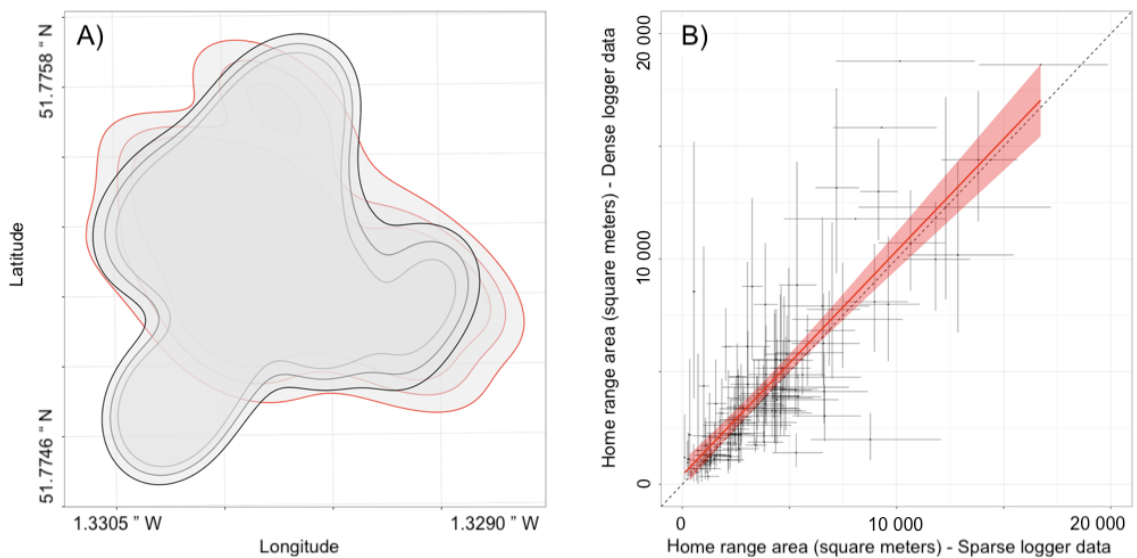 A)
51.7758 " N
Latitude
51.7746 " N
1.3305 " W
1.3290 " W
Longitude
B)
Home range area (square meters) - Dense logger data
20 000
10 000
0
0
10 000
20 000
Home range area (square meters) - Sparse logger data